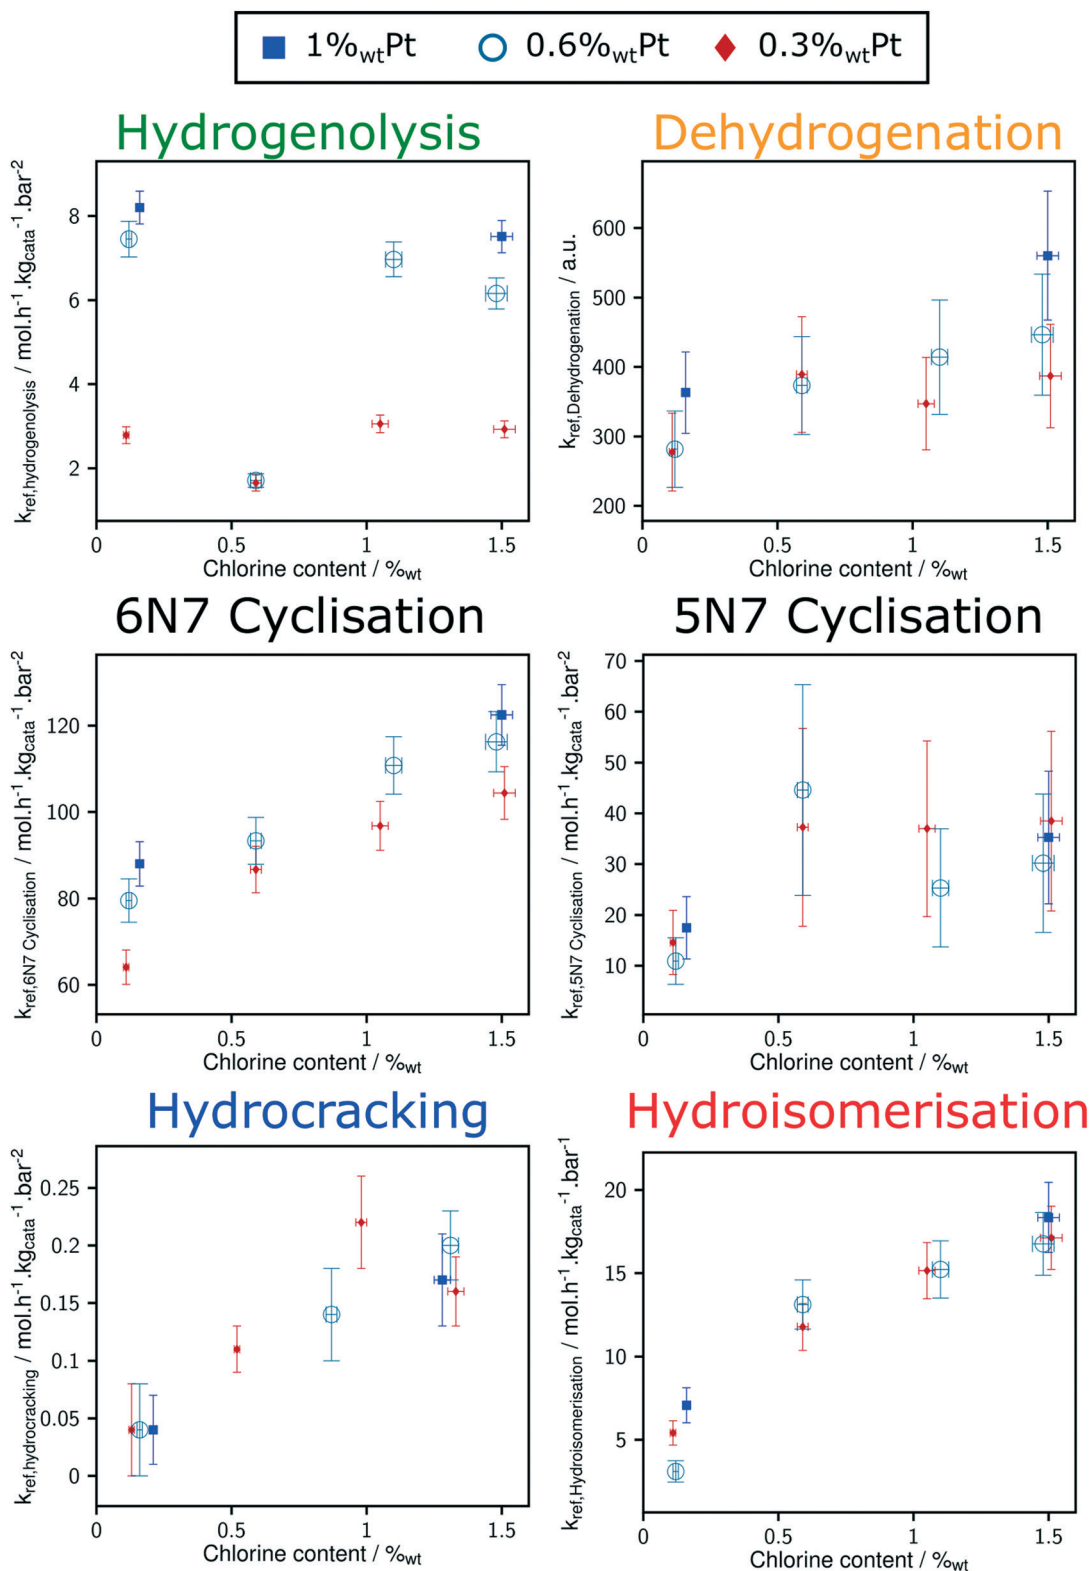 1%wtPt 0.6%wtPt 0.3%wtPt
Hydrogenolysis
kref,hydrogenolysis / mol.h-1.kgcata-1.bar-2
8
6
4
2
0 0.5 1 1.5
Chlorine content / %wt
Dehydrogenation
kref,Dehydrogenation / a.u.
600
500
400
300
200
0 0.5 1 1.5
Chlorine content / %wt
6N7 Cyclisation
kref,6N7 Cyclisation / mol.h-1.kgcata-1.bar-2
120
100
80
60
0 0.5 1 1.5
Chlorine content / %wt
5N7 Cyclisation
kref,5N7 Cyclisation / mol.h-1.kgcata-1.bar-2
70
60
50
40
30
20
10
0 0.5 1 1.5
Chlorine content / %wt
Hydrocracking
kref,hydrocracking / mol.h-1.kgcata-1.bar-2
0.25
0.2
0.15
0.1
0.05
0
0 0.5 1 1.5
Chlorine content / %wt
Hydroisomerisation
kref,Hydroisomerisation / mol.h-1.kgcata-1.bar-1
20
15
10
5
0 0.5 1 1.5
Chlorine content / %wt